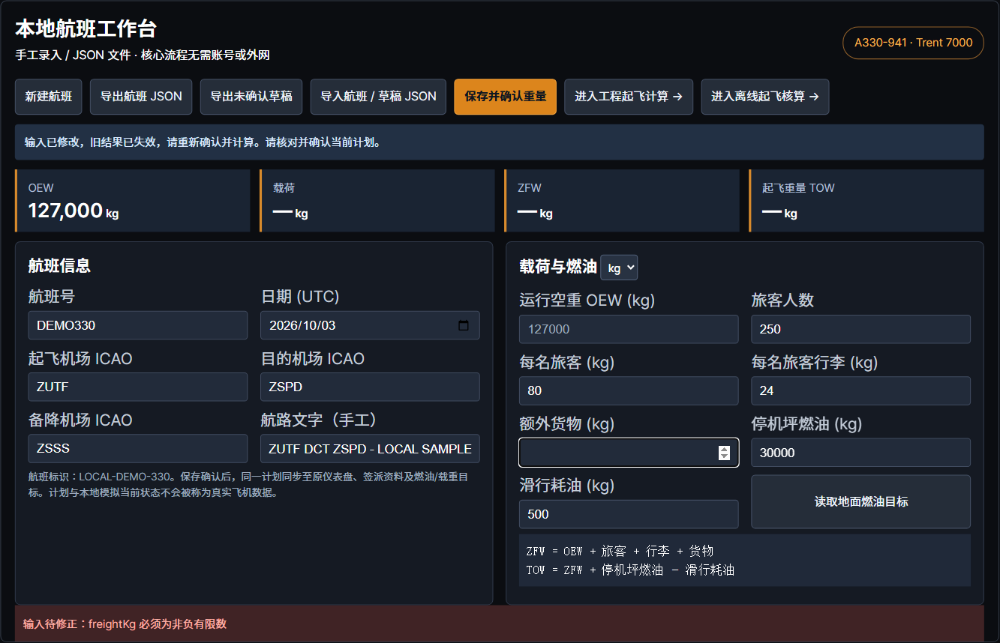 本地航班工作台
手工录入 / JSON 文件 · 核心流程无需账号或外网
A330-941 · Trent 7000
新建航班
导出航班 JSON
导出未确认草稿
导入航班 / 草稿 JSON
保存并确认重量
进入工程起飞计算 →
进入离线起飞核算 →
输入已修改，旧结果已失效，请重新确认并计算。请核对并确认当前计划。
OEW
127,000 kg
载荷
— kg
ZFW
— kg
起飞重量 TOW
— kg
航班信息
航班号
日期 (UTC)
DEMO330
2026/10/03
起飞机场 ICAO
目的机场 ICAO
ZUTF
ZSPD
备降机场 ICAO
航路文字（手工）
ZSSS
ZUTF DCT ZSPD - LOCAL SAMPLE
航班标识：LOCAL-DEMO-330。保存确认后，同一计划同步至原仪表盘、签派资料及燃油/载重目
标。计划与本地模拟当前状态不会被称为真实飞机数据。
载荷与燃油 kg
运行空重 OEW (kg)
旅客人数
127000
250
每名旅客 (kg)
每名旅客行李 (kg)
80
24
额外货物 (kg)
停机坪燃油 (kg)
30000
滑行耗油 (kg)
500
读取地面燃油目标
ZFW = OEW + 旅客 + 行李 + 货物
TOW = ZFW + 停机坪燃油 − 滑行耗油
输入待修正：freightKg 必须为非负有限数